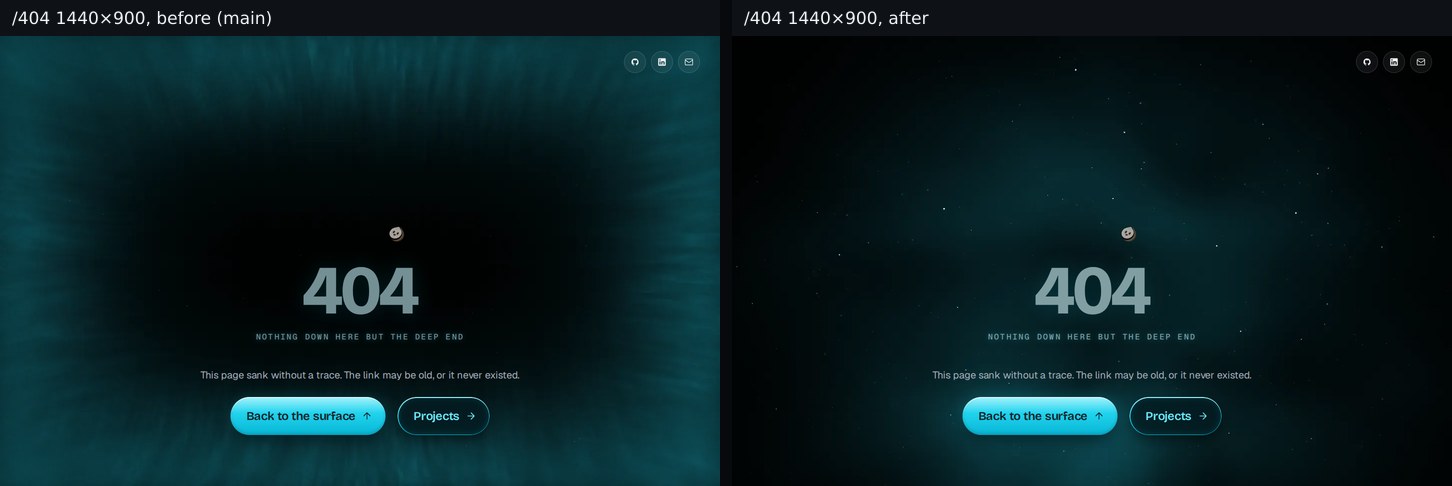 /404 1440×900, before (main)
404
NOTHING DOWN HERE BUT THE DEEP END
This page sank without a trace. The link may be old, or it never existed.
Back to the surface ↑
Projects →
/404 1440×900, after
404
NOTHING DOWN HERE BUT THE DEEP END
This page sank without a trace. The link may be old, or it never existed.
Back to the surface ↑
Projects →